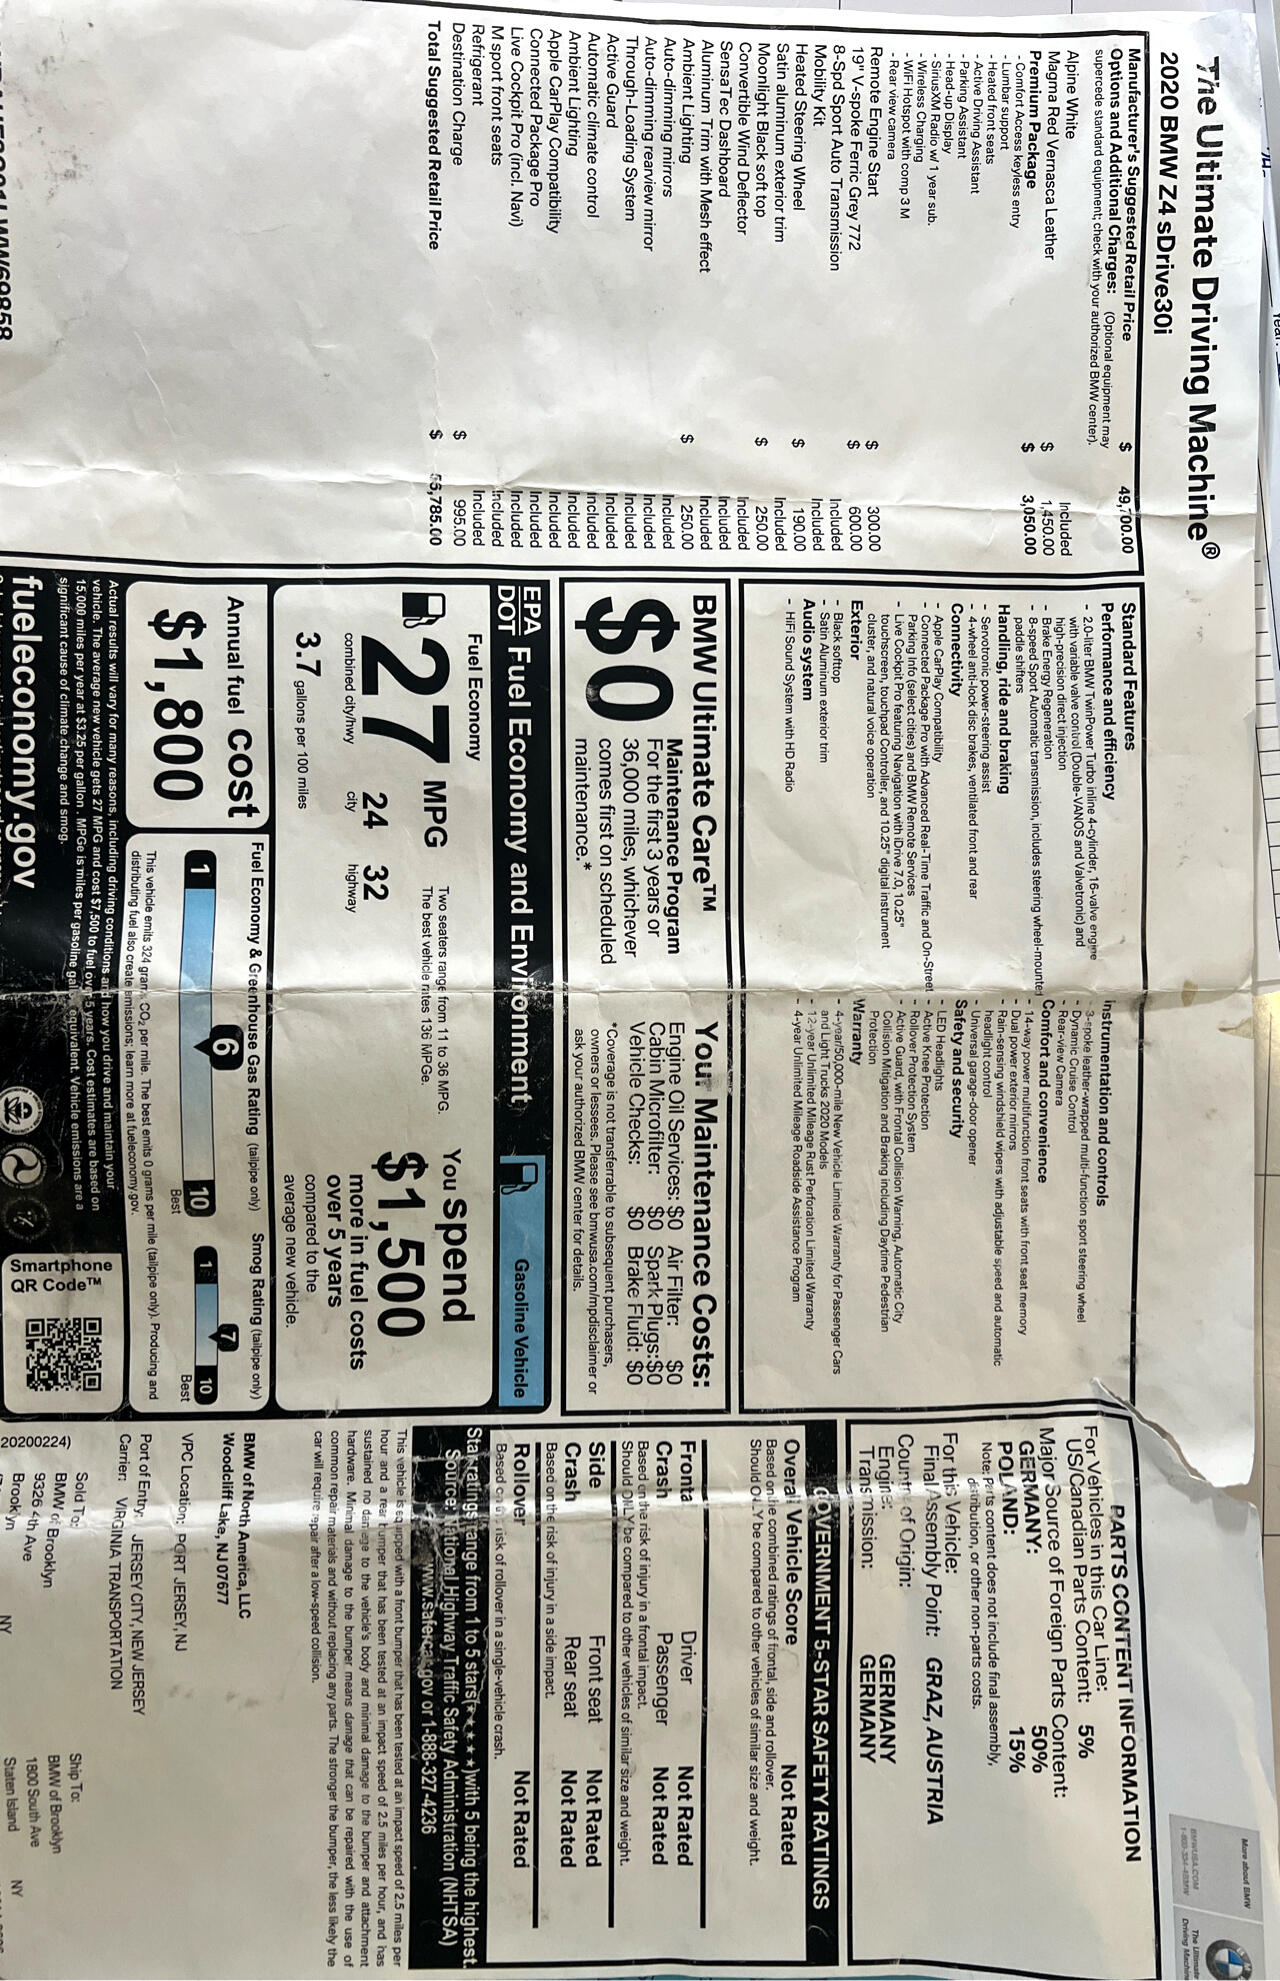 The Ultimate Driving Machine®
2020 BMW Z4 sDrive30i
Manufacturer's Suggested Retail Price $ 49,700.00
Options and Additional Charges: (Optional equipment may
supercede standard equipment; check with your authorized BMW center).
Alpine White Included
Magma Red Vernasca Leather $ 1,450.00
Premium Package $ 3,050.00
- Comfort Access keyless entry
- Lumbar support
- Heated front seats
- Active Driving Assistant
- Parking Assistant
- Head-up Display
- SiriusXM Radio w/ 1 year sub.
- Wireless Charging
- WiFi Hotspot with comp 3 M
- Rear view camera
Remote Engine Start $ 300.00
19" V-spoke Ferric Grey 772 $ 600.00
8-Spd Sport Auto Transmission Included
Mobility Kit Included
Heated Steering Wheel $ 190.00
Satin aluminum exterior trim Included
Moonlight Black soft top $ 250.00
Convertible Wind Deflector Included
SensaTec Dashboard Included
Aluminum Trim with Mesh effect Included
Ambient Lighting $ 250.00
Auto-dimming mirrors Included
Auto-dimming rearview mirror Included
Through-Loading System Included
Active Guard Included
Automatic climate control Included
Ambient Lighting Included
Apple CarPlay Compatibility Included
Connected Package Pro Included
Live Cockpit Pro (incl. Navi) Included
M sport front seats Included
Refrigerant Included
Destination Charge $ 995.00
Total Suggested Retail Price $ 55,785.00
Standard Features
Performance and efficiency
- 2.0-liter BMW TwinPower Turbo inline 4-cylinder, 16-valve engine
with variable valve control (Double-VANOS and Valvetronic) and
high-precision direct injection
- Brake Energy Regeneration
- 8-speed Sport Automatic transmission, includes steering wheel-mounted
paddle shifters
Handling, ride and braking
- Servotronic power-steering assist
- 4-wheel anti-lock disc brakes, ventilated front and rear
Connectivity
- Apple CarPlay Compatibility
- Connected Package Pro with Advanced Real-Time Traffic and On-Street
Parking Info (select cities) and BMW Remote Services
- Live Cockpit Pro featuring Navigation with iDrive 7.0, 10.25"
touchscreen, touchpad Controller, and 10.25" digital instrument
cluster, and natural voice operation
Exterior
- Black softtop
- Satin Aluminum exterior trim
Audio system
- HiFi Sound System with HD Radio
Instrumentation and controls
- 3-spoke leather-wrapped multi-function sport steering wheel
- Dynamic Cruise Control
- Rear-view Camera
Comfort and convenience
- 14-way power multifunction front seats with front seat memory
- Dual power exterior mirrors
- Rain-sensing windshield wipers with adjustable speed and automatic
headlight control
- Universal garage-door opener
Safety and security
- LED Headlights
- Active Knee Protection
- Rollover Protection System
- Active Guard, with Frontal Collision Warning, Automatic City
Collision Mitigation and Braking including Daytime Pedestrian
Protection
Warranty
- 4-year/50,000-mile New Vehicle Limited Warranty for Passenger Cars
and Light Trucks 2020 Models
- 12-year Unlimited Mileage Rust Perforation Limited Warranty
- 4-year Unlimited Mileage Roadside Assistance Program
BMW Ultimate Care™
$0
Maintenance Program
For the first 3 years or
36,000 miles, whichever
comes first on scheduled
maintenance.*
Your Maintenance Costs:
Engine Oil Services: $0 Air Filter: $0
Cabin Microfilter: $0 Spark Plugs: $0
Vehicle Checks: $0 Brake Fluid: $0
*Coverage is not transferrable to subsequent purchasers,
owners or lessees. Please see bmwusa.com/mpdisclaimer or
ask your authorized BMW center for details.
EPA
DOT
Fuel Economy and Environment
Gasoline Vehicle
Fuel Economy
27 MPG
combined city/hwy
24 city
32 highway
3.7 gallons per 100 miles
Two seaters range from 11 to 36 MPG.
The best vehicle rates 136 MPGe.
You spend
$1,500
more in fuel costs
over 5 years
compared to the
average new vehicle.
Annual fuel cost
$1,800
Fuel Economy & Greenhouse Gas Rating (tailpipe only)
1 6 10
Best
Smog Rating (tailpipe only)
1 7 10
Best
This vehicle emits 324 grams CO2 per mile. The best emits 0 grams per mile (tailpipe only). Producing and
distributing fuel also create emissions; learn more at fueleconomy.gov.
Actual results will vary for many reasons, including driving conditions and how you drive and maintain your
vehicle. The average new vehicle gets 27 MPG and cost $7,500 to fuel over 5 years. Cost estimates are based on
15,000 miles per year at $3.25 per gallon. MPGe is miles per gasoline gallon equivalent. Vehicle emissions are a
significant cause of climate change and smog.
fueleconomy.gov
Smartphone
QR Code™
PARTS CONTENT INFORMATION
For Vehicles in this Car Line:
US/Canadian Parts Content: 5%
Major Source of Foreign Parts Content:
GERMANY: 50%
POLAND: 15%
Note: Parts content does not include final assembly,
distribution, or other non-parts costs.
For this Vehicle:
Final Assembly Point: GRAZ, AUSTRIA
Country of Origin:
Engine: GERMANY
Transmission: GERMANY
GOVERNMENT 5-STAR SAFETY RATINGS
Overall Vehicle Score Not Rated
Based on the combined ratings of frontal, side and rollover.
Should ONLY be compared to other vehicles of similar size and weight.
Frontal Driver Not Rated
Crash Passenger Not Rated
Based on the risk of injury in a frontal impact.
Should ONLY be compared to other vehicles of similar size and weight.
Side Front seat Not Rated
Crash Rear seat Not Rated
Based on the risk of injury in a side impact.
Rollover Not Rated
Based on the risk of rollover in a single-vehicle crash.
Star ratings range from 1 to 5 stars (★★★★★) with 5 being the highest.
Source: National Highway Traffic Safety Administration (NHTSA)
www.safercar.gov or 1-888-327-4236
This vehicle is equipped with a front bumper that has been tested at an impact speed of 2.5 miles per
hour and a rear bumper that has been tested at an impact speed of 2.5 miles per hour, and has
sustained no damage to the vehicle's body and minimal damage to the bumper and attachment
hardware. Minimal damage to the bumper means damage that can be repaired with the use of
common repair materials and without replacing any parts. The stronger the bumper, the less likely the
car will require repair after a low-speed collision.
BMW of North America, LLC
Woodcliff Lake, NJ 07677
VPC Location: PORT JERSEY, NJ
Port of Entry: JERSEY CITY, NEW JERSEY
Carrier: VIRGINIA TRANSPORTATION
Sold To:
BMW of Brooklyn
9326 4th Ave
Brooklyn NY
Ship To:
BMW of Brooklyn
1800 South Ave
Staten Island NY
20200224)
More about BMW
BMWUSA.COM
1-800-334-4BMW
The Ultimate
Driving Machine